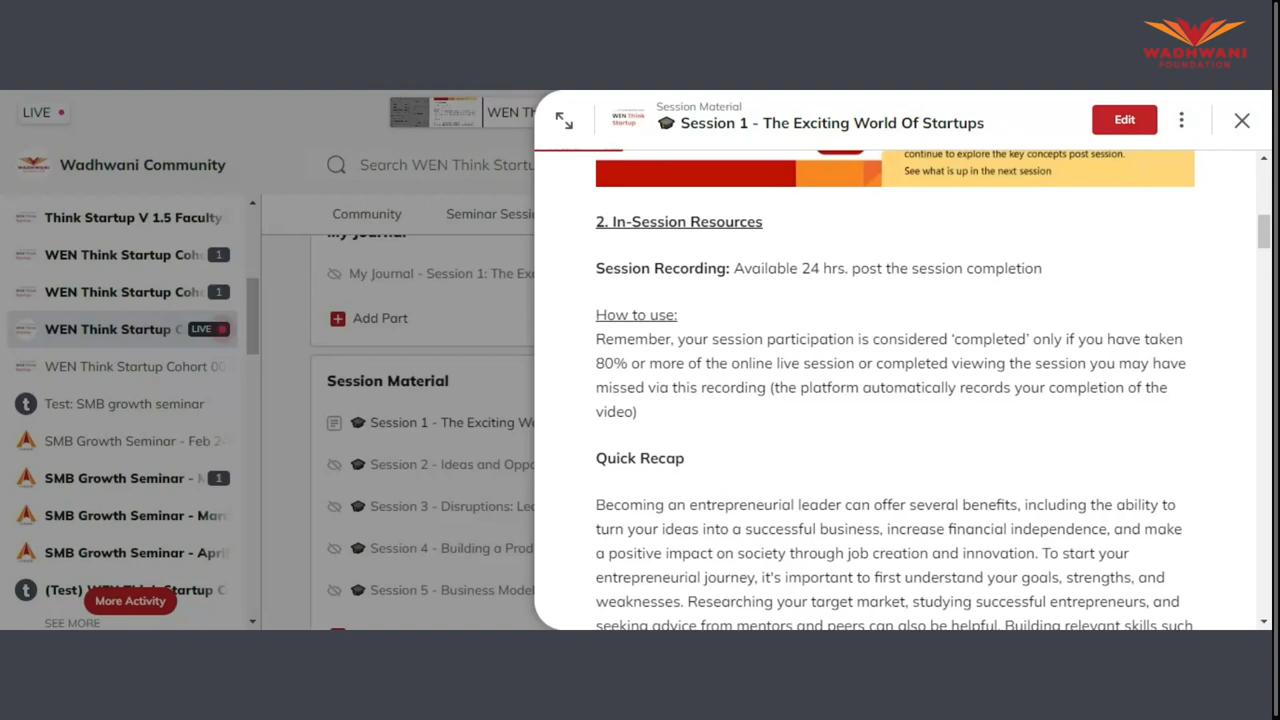 WADHWANI
FOUNDATION
LIVE
WEN Th
Session Material
Session 1 - The Exciting World Of Startups
Edit
Wadhwani Community
Search WEN Think Startu
Community
Seminar Sessi
Think Startup V 1.5 Faculty
WEN Think Startup Coh 1
WEN Think Startup Coh 1
WEN Think Startup C LIVE
WEN Think Startup Cohort 00
Test: SMB growth seminar
SMB Growth Seminar - Feb 2
SMB Growth Seminar - 1
SMB Growth Seminar - Mar
SMB Growth Seminar - April
(Test) WEN Think Startup C
More Activity
SEE MORE
My Journal
My Journal - Session 1: The Ex
Add Part
Session Material
Session 1 - The Exciting W
Session 2 - Ideas and Oppo
Session 3 - Disruptions: Le
Session 4 - Building a Prod
Session 5 - Business Model
continue to explore the key concepts post session.
See what is up in the next session
2. In-Session Resources
Session Recording: Available 24 hrs. post the session completion
How to use:
Remember, your session participation is considered ‘completed’ only if you have taken
80% or more of the online live session or completed viewing the session you may have
missed via this recording (the platform automatically records your completion of the
video)
Quick Recap
Becoming an entrepreneurial leader can offer several benefits, including the ability to
turn your ideas into a successful business, increase financial independence, and make
a positive impact on society through job creation and innovation. To start your
entrepreneurial journey, it's important to first understand your goals, strengths, and
weaknesses. Researching your target market, studying successful entrepreneurs, and
seeking advice from mentors and peers can also be helpful. Building relevant skills such